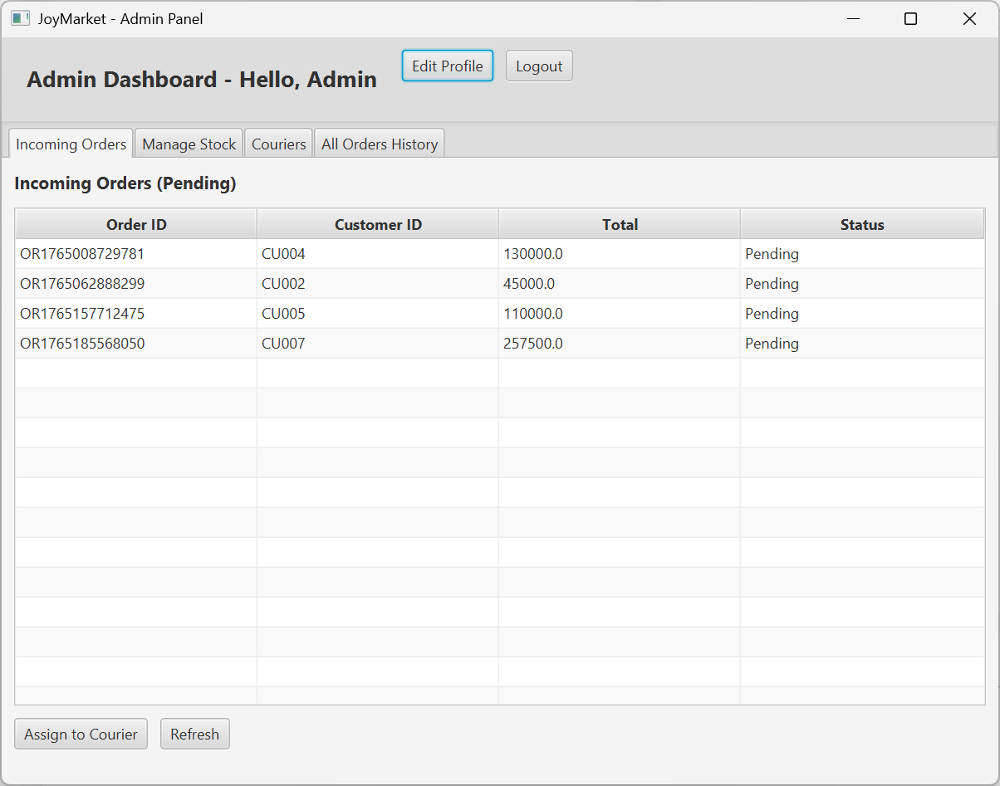 JoyMarket - Admin Panel
Admin Dashboard - Hello, Admin
Edit Profile
Logout
Incoming Orders
Manage Stock
Couriers
All Orders History
Incoming Orders (Pending)
Order ID Customer ID Total Status
OR1765008729781 CU004 130000.0 Pending
OR1765062888299 CU002 45000.0 Pending
OR1765157712475 CU005 110000.0 Pending
OR1765185568050 CU007 257500.0 Pending
Assign to Courier
Refresh